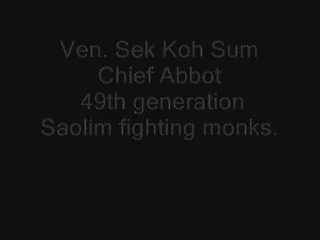 Ven. Sek Koh Sum
Chief Abbot
49th generation
Saolim fighting monks.